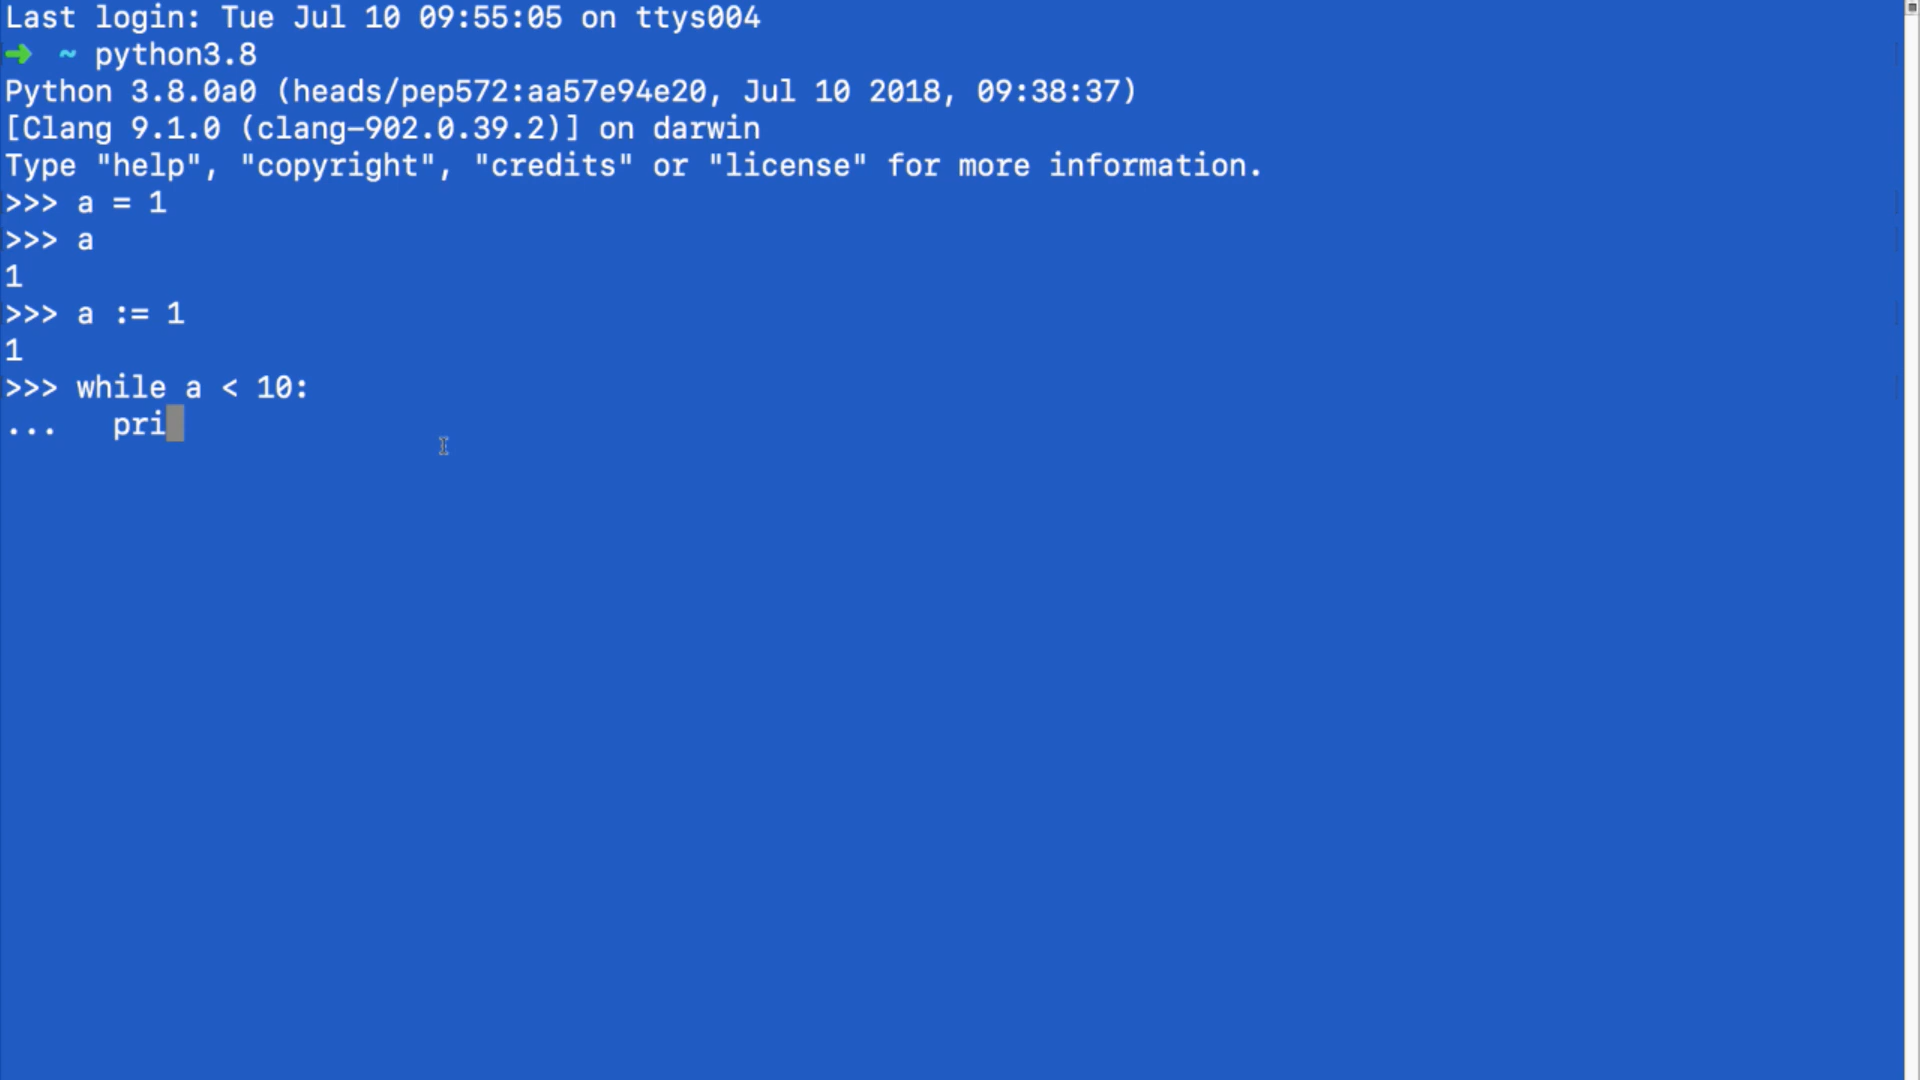 Last login: Tue Jul 10 09:55:05 on ttys004
➜  ~ python3.8
Python 3.8.0a0 (heads/pep572:aa57e94e20, Jul 10 2018, 09:38:37)
[Clang 9.1.0 (clang-902.0.39.2)] on darwin
Type "help", "copyright", "credits" or "license" for more information.
>>> a = 1
>>> a
1
>>> a := 1
1
>>> while a < 10:
...   pri